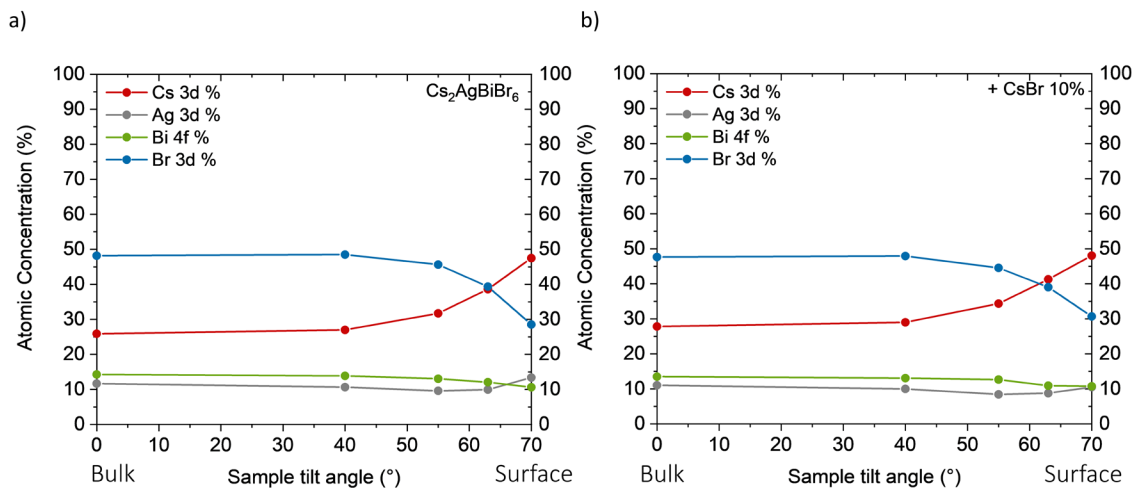 a)
Cs₂AgBiBr₆
Cs 3d %
Ag 3d %
Bi 4f %
Br 3d %
Atomic Concentration (%)
100
90
80
70
60
50
40
30
20
10
0
100
90
80
70
60
50
40
30
20
10
0
0 10 20 30 40 50 60 70
Bulk Sample tilt angle (°) Surface
b)
+ CsBr 10%
Cs 3d %
Ag 3d %
Bi 4f %
Br 3d %
Atomic Concentration (%)
100
90
80
70
60
50
40
30
20
10
0
100
90
80
70
60
50
40
30
20
10
0
0 10 20 30 40 50 60 70
Bulk Sample tilt angle (°) Surface